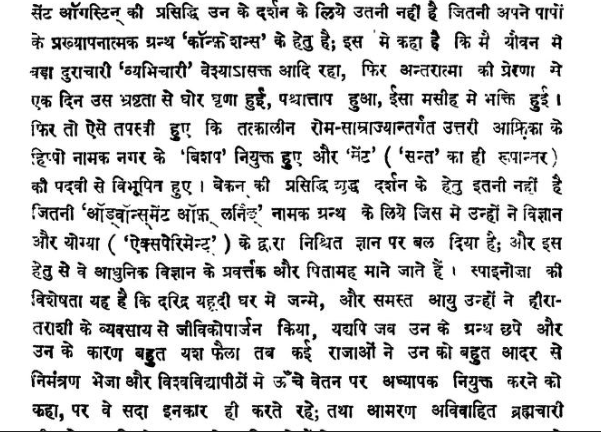 सेंट ऑगस्टिन् की प्रसिद्धि उन के दर्शन के लिये उतनी नहीं है जितनी अपने पापों
के प्रख्यापनात्मक ग्रन्थ 'कॉन्फ़ेशन्स' के हेतु है; इस मे कहा है कि मै यौवन मे
बड़ा दुराचारी 'व्यभिचारी' वेश्याऽासक्त आदि रहा, फिर अन्तरात्मा की प्रेरणा मे
एक दिन उस भ्रष्टता से घोर घृणा हुई, पश्चात्ताप हुआ, ईसा मसीह मे भक्ति हुई ।
फिर तो ऐसे तपस्वी हुए कि तत्कालीन रोम-साम्राज्यान्तर्गत उत्तरी आफ़्रिका के
हिप्पो नामक नगर के 'बिशप' नियुक्त हुए और 'सेंट' ( 'सन्त' का ही रूपान्तर )
की पदवी से विभूषित हुए । बेकन् की प्रसिद्धि शुद्ध दर्शन के हेतु इतनी नहीं है
जितनी 'ऑड्वॉन्स्मेंट ऑफ़् लर्निङ्' नामक ग्रन्थ के लिये जिस मे उन्हों ने विज्ञान
और योग्या ( 'ऐक्सपेरिमेन्ट्' ) के द्वारा निश्चित ज्ञान पर बल दिया है; और इस
हेतु से वे आधुनिक विज्ञान के प्रवर्त्तक और पितामह माने जाते हैं । स्पाइनोज़ा की
विशेषता यह है कि दरिद्र यहूदी घर मे जन्मे, और समस्त आयु उन्हों ने हीरा-
तराशी के व्यवसाय से जीविकोपार्जन किया, यद्यपि जब उन के ग्रन्थ छपे और
उन के कारण बहुत यश फैला तब कई राजाओं ने उन को बहुत आदर से
निमंत्रण भेजा और विश्वविद्यापीठों मे ऊँचे वेतन पर अध्यापक नियुक्त करने को
कहा, पर वे सदा इनकार ही करते रहे; तथा आमरण अविवाहित ब्रह्मचारी